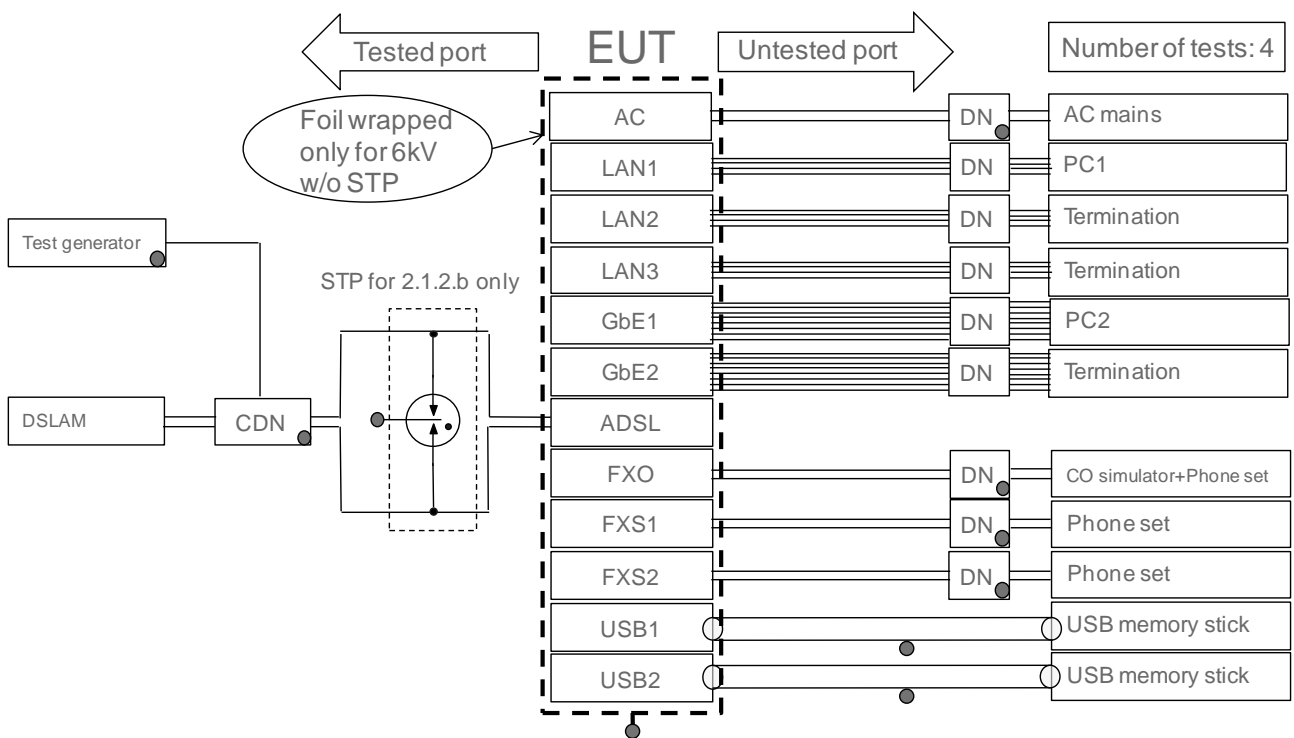 Tested port
EUT
Untested port
Number of tests: 4
Foil wrapped
only for 6kV
w/o STP
AC
DN
AC mains
LAN1
DN
PC1
LAN2
DN
Termination
Test generator
LAN3
DN
Termination
STP for 2.1.2.b only
GbE1
DN
PC2
GbE2
DN
Termination
DSLAM
CDN
ADSL
FXO
DN
CO simulator+Phone set
FXS1
DN
Phone set
FXS2
DN
Phone set
USB1
USB memory stick
USB2
USB memory stick